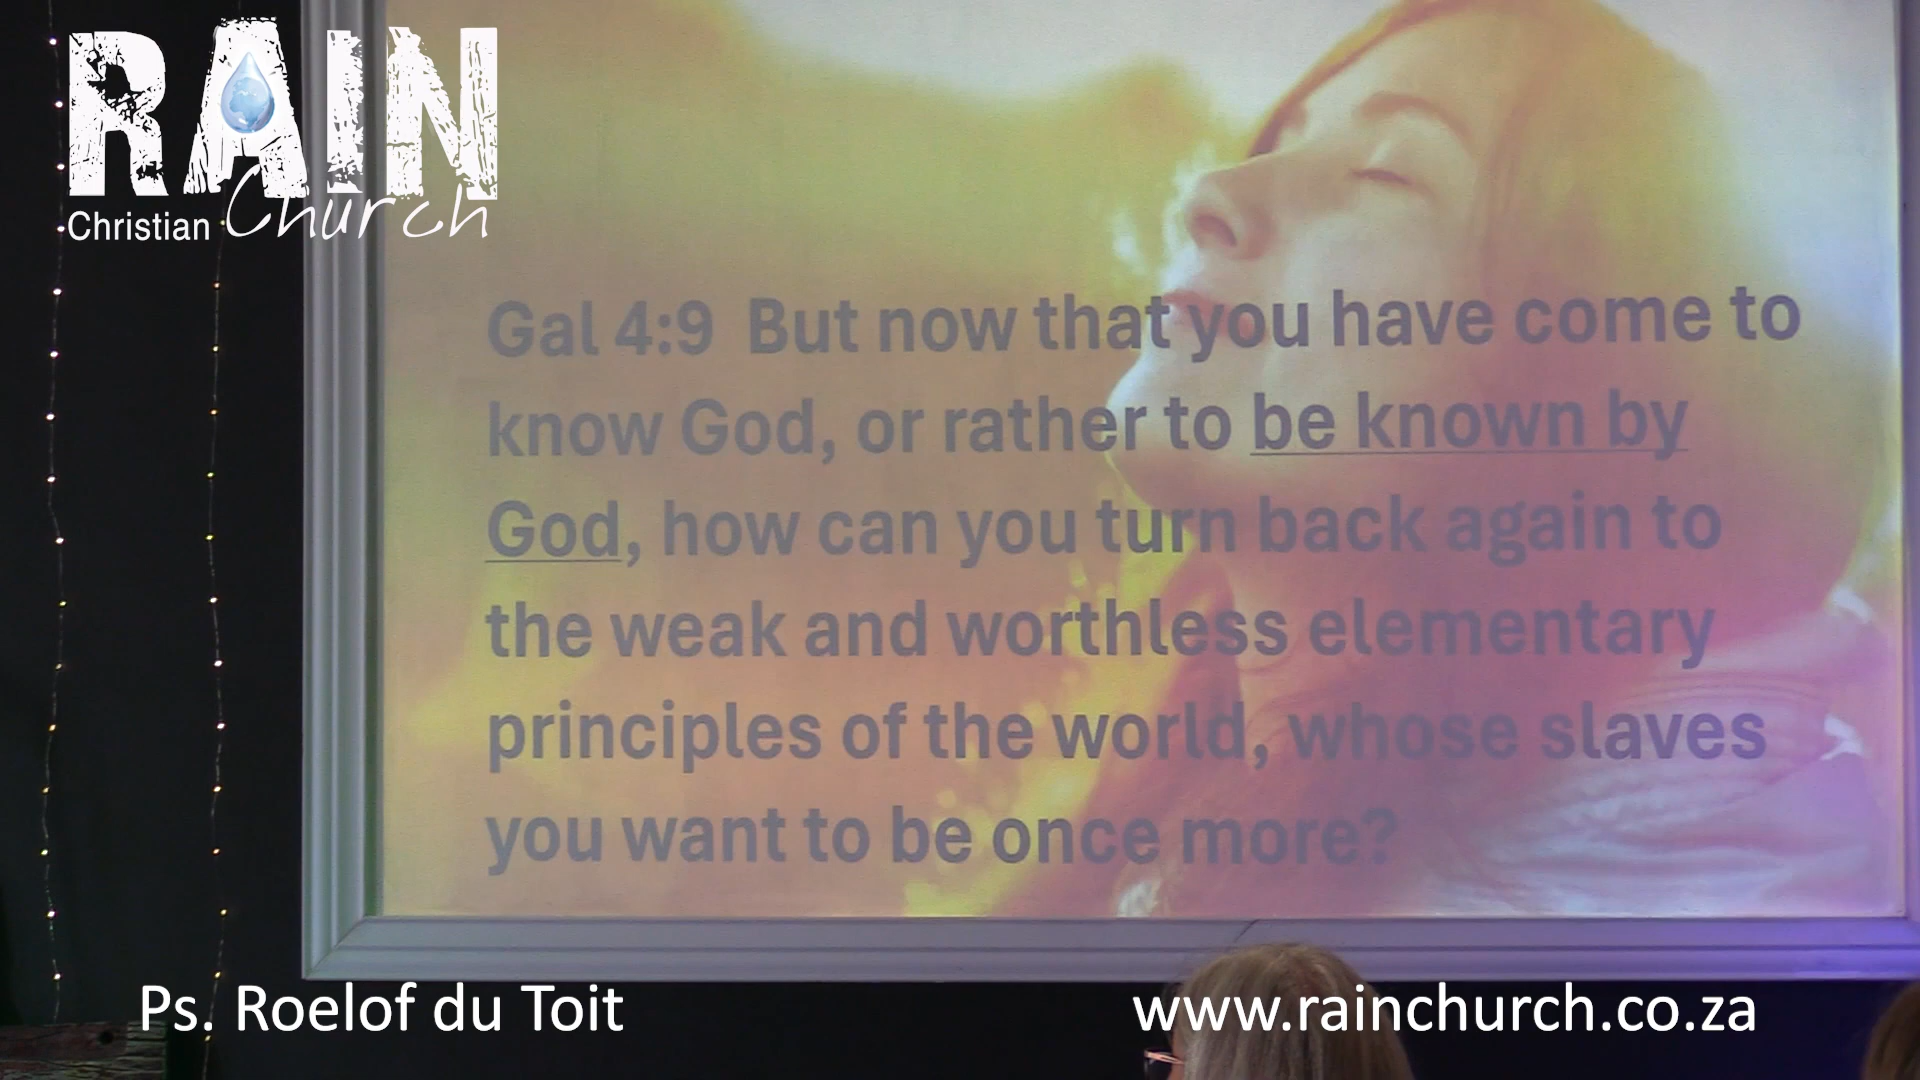 RAIN
Christian Church
Gal 4:9 But now that you have come to
know God, or rather to be known by
God, how can you turn back again to
the weak and worthless elementary
principles of the world, whose slaves
you want to be once more?
Ps. Roelof du Toit
www.rainchurch.co.za